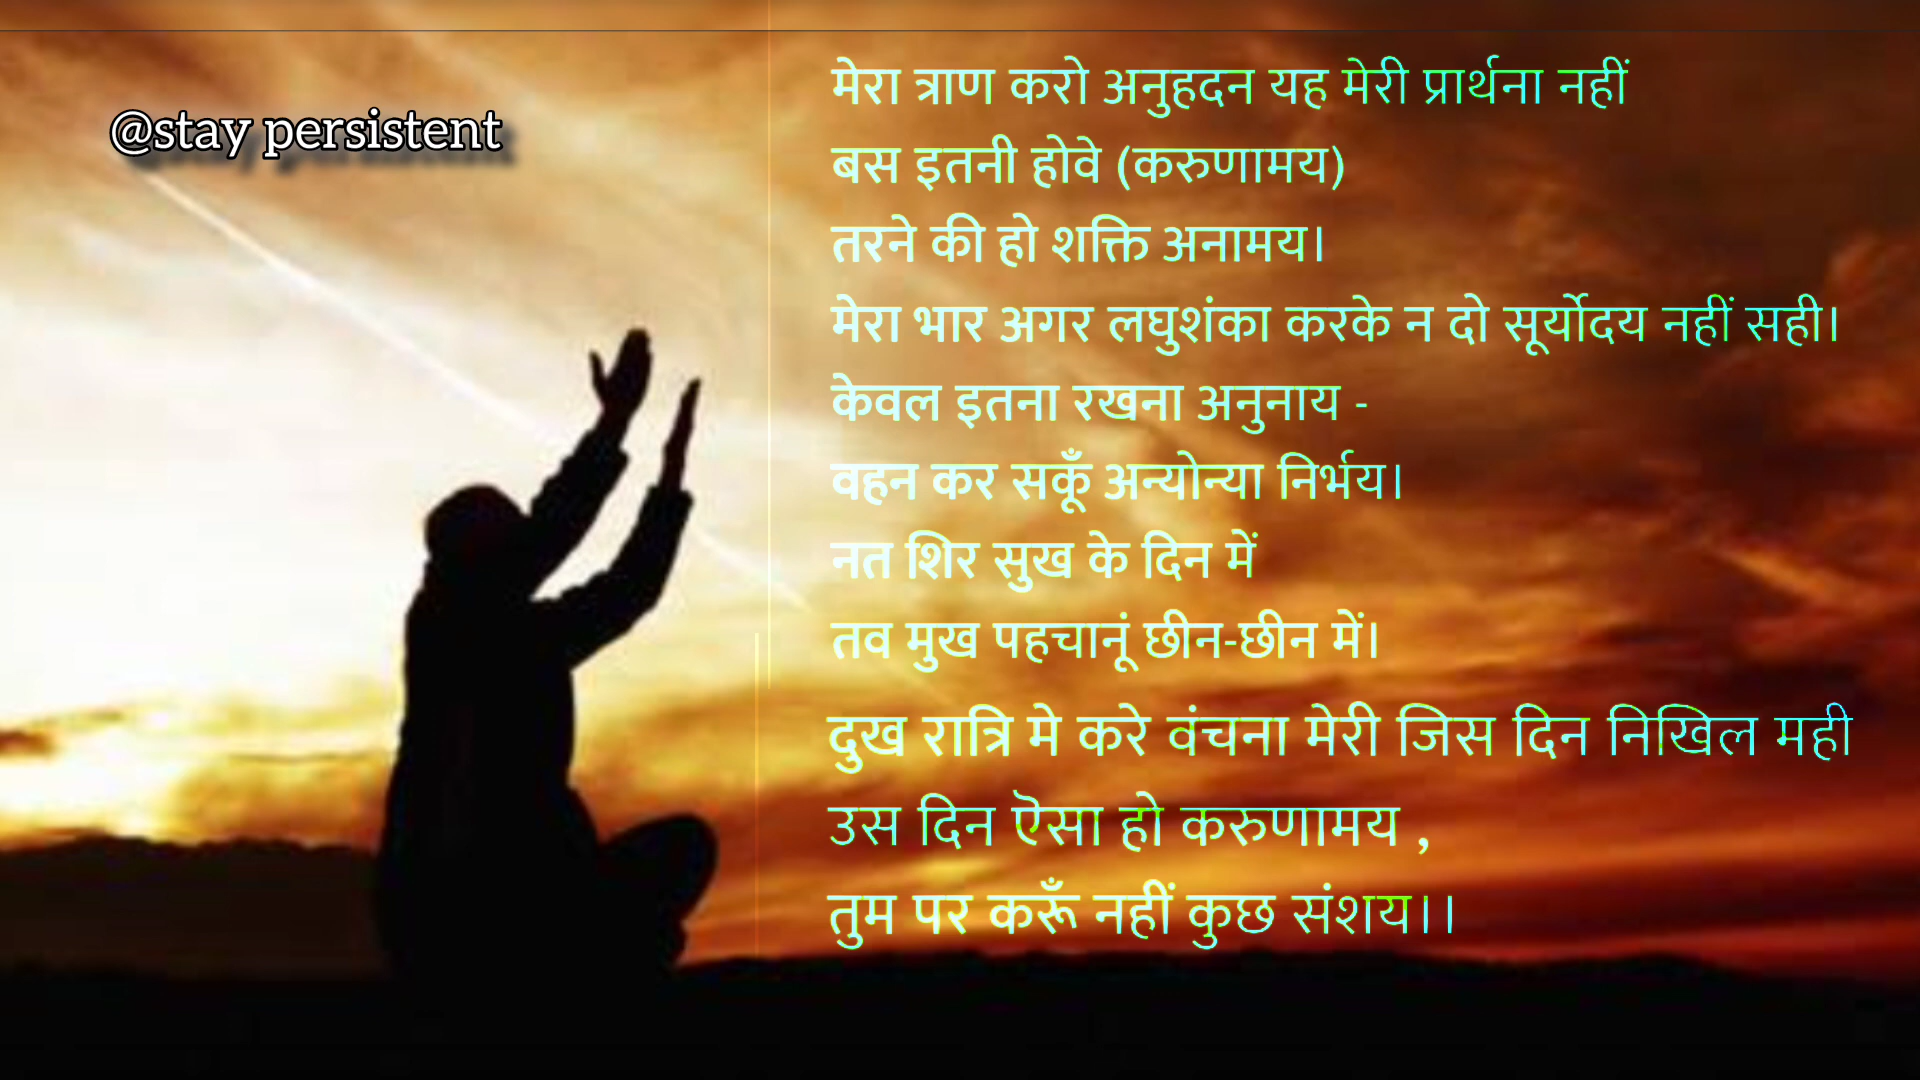 @stay persistent
मेरा त्राण करो अनुहदन यह मेरी प्रार्थना नहीं
बस इतनी होवे (करुणामय)
तरने की हो शक्ति अनामय।
मेरा भार अगर लघुशंका करके न दो सूर्योदय नहीं सही।
केवल इतना रखना अनुनाय -
वहन कर सकूँ अन्योन्या निर्भय।
नत शिर सुख के दिन में
तव मुख पहचानूं छीन-छीन में।
दुख रात्रि मे करे वंचना मेरी जिस दिन निखिल मही
उस दिन ऎसा हो करुणामय ,
तुम पर करूँ नहीं कुछ संशय।।